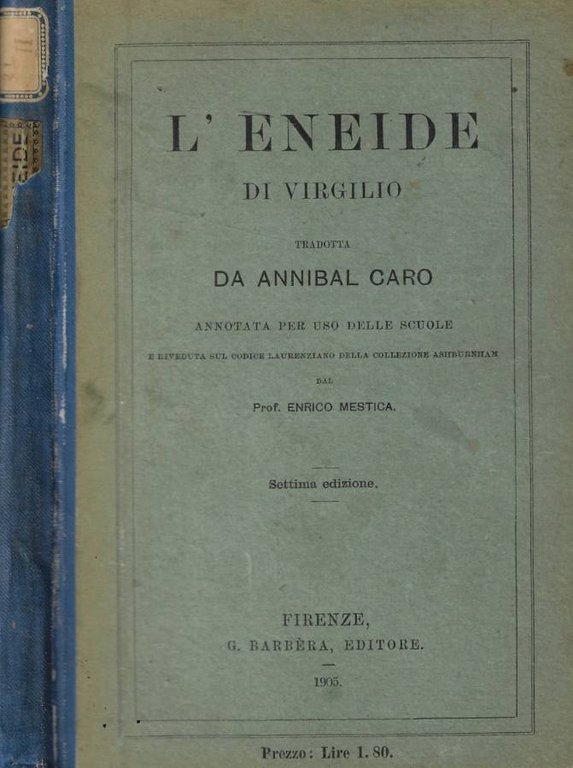 L' ENEIDE
DI VIRGILIO
TRADOTTA
DA ANNIBAL CARO
ANNOTATA PER USO DELLE SCUOLE
E RIVEDUTA SUL CODICE LAURENZIANO DELLA COLLEZIONE ASHBURNHAM
DAL
Prof. ENRICO MESTICA.
Settima edizione.
FIRENZE,
G. BARBÈRA, EDITORE.
1905.
Prezzo: Lire 1. 80.